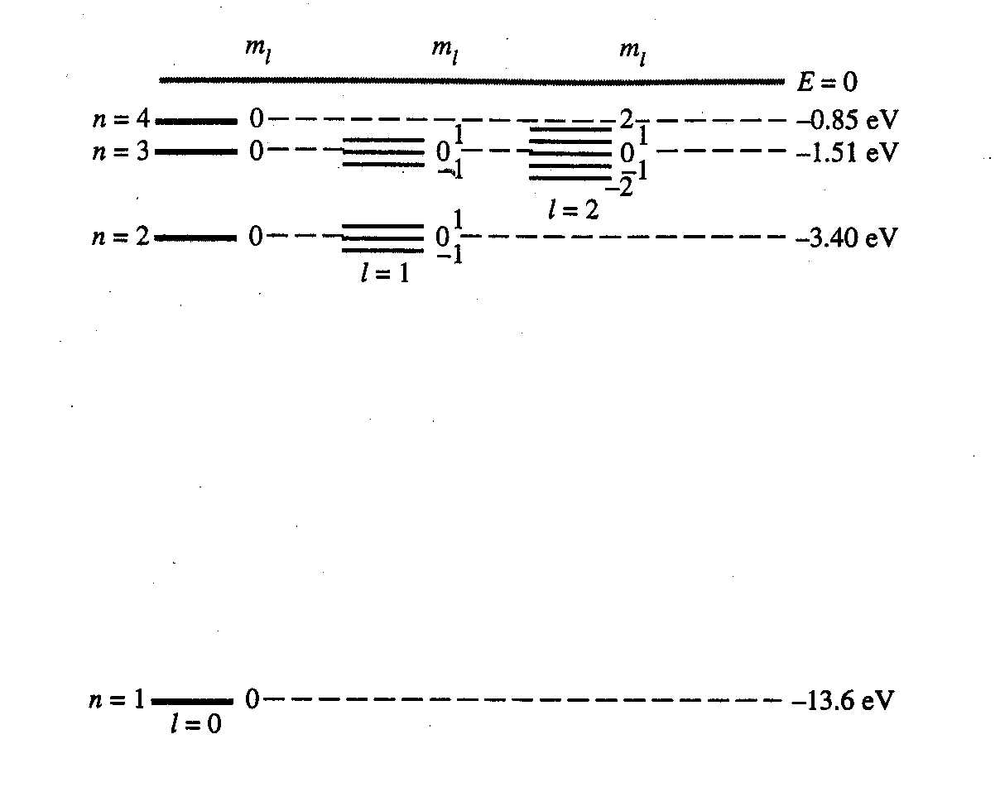 m_l m_l m_l
E = 0
n = 4 0 2 –0.85 eV
1 1
n = 3 0 0 0 –1.51 eV
–1 –1
–2
l = 2
1
n = 2 0 0 –3.40 eV
–1
l = 1
n = 1 0 –13.6 eV
l = 0